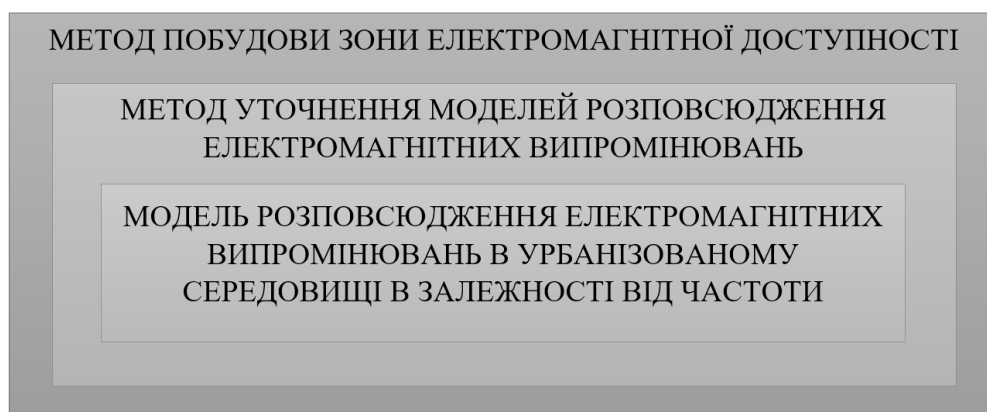 МЕТОД ПОБУДОВИ ЗОНИ ЕЛЕКТРОМАГНІТНОЇ ДОСТУПНОСТІ
МЕТОД УТОЧНЕННЯ МОДЕЛЕЙ РОЗПОВСЮДЖЕННЯ
ЕЛЕКТРОМАГНІТНИХ ВИПРОМІНЮВАНЬ
МОДЕЛЬ РОЗПОВСЮДЖЕННЯ ЕЛЕКТРОМАГНІТНИХ
ВИПРОМІНЮВАНЬ В УРБАНІЗОВАНОМУ
СЕРЕДОВИЩІ В ЗАЛЕЖНОСТІ ВІД ЧАСТОТИ